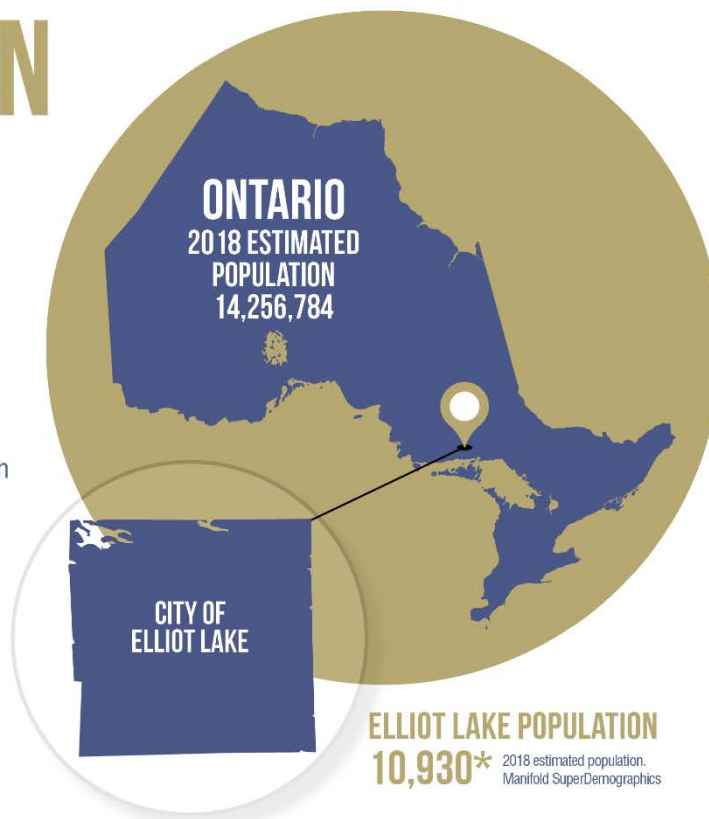 N
ONTARIO
2018 ESTIMATED
POPULATION
14,256,784
n
CITY OF
ELLIOT LAKE
ELLIOT LAKE POPULATION
10,930* 2018 estimated population.
Manifold SuperDemographics